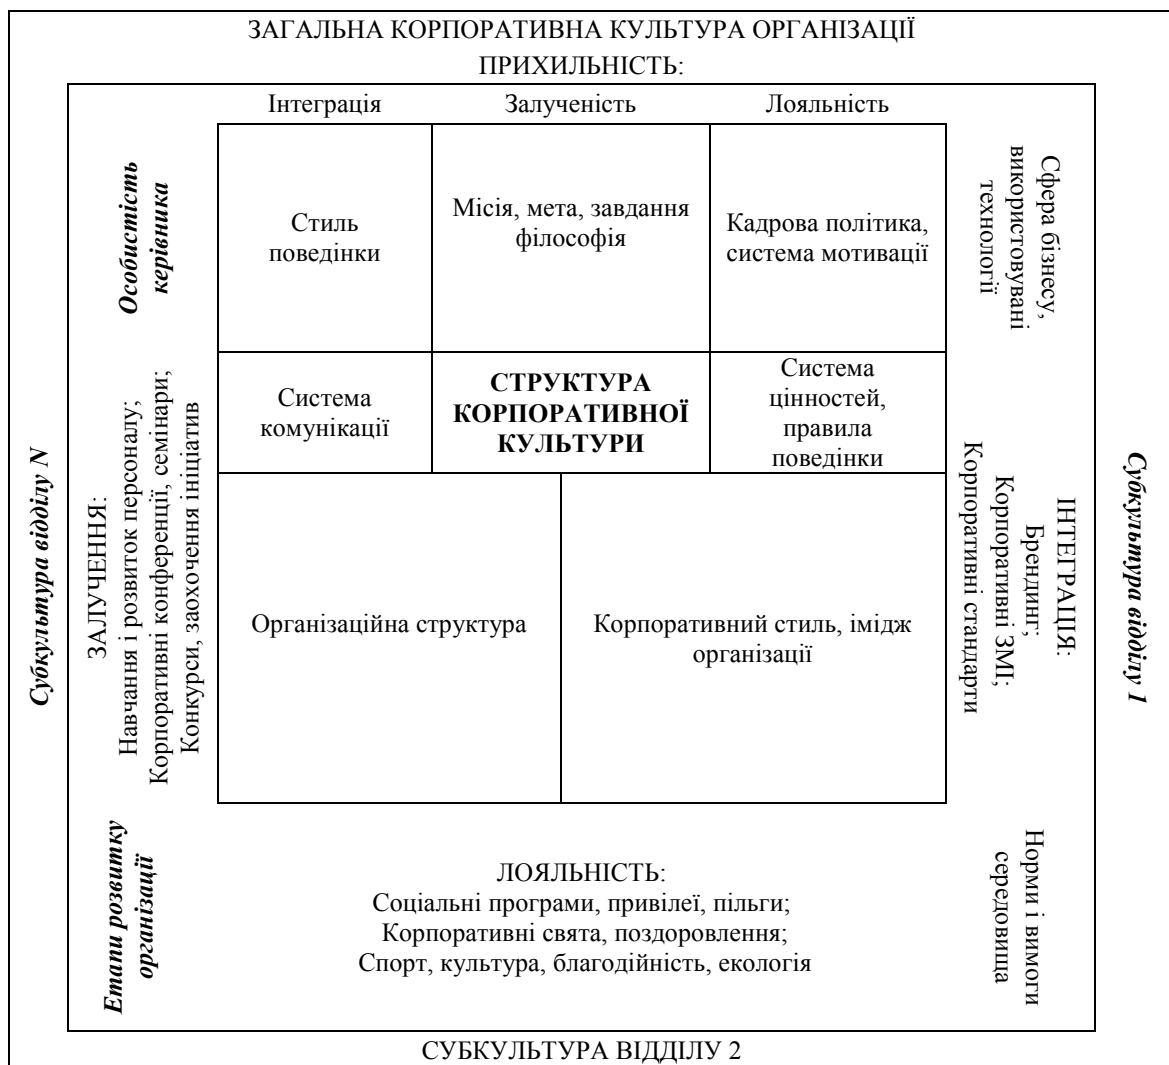 ЗАГАЛЬНА КОРПОРАТИВНА КУЛЬТУРА ОРГАНІЗАЦІЇ
ПРИХИЛЬНІСТЬ:
Інтеграція
Залученість
Лояльність
Особистість
керівника
Стиль
поведінки
Місія, мета, завдання
філософія
Кадрова політика,
система мотивації
Сфера бізнесу,
використовувані
технології
Субкультура відділу N
ЗАЛУЧЕННЯ:
Навчання і розвиток персоналу;
Корпоративні конференції, семінари;
Конкурси, заохочення ініціатив
Система
комунікації
СТРУКТУРА
КОРПОРАТИВНОЇ
КУЛЬТУРИ
Система
цінностей,
правила
поведінки
Організаційна структура
Корпоративний стиль, імідж
організації
ІНТЕГРАЦІЯ:
Брендинг;
Корпоративні ЗМІ;
Корпоративні стандарти
Субкультура відділу 1
Етапи розвитку
організації
ЛОЯЛЬНІСТЬ:
Соціальні програми, привілеї, пільги;
Корпоративні свята, поздоровлення;
Спорт, культура, благодійність, екологія
Норми і вимоги
середовища
СУБКУЛЬТУРА ВІДДІЛУ 2